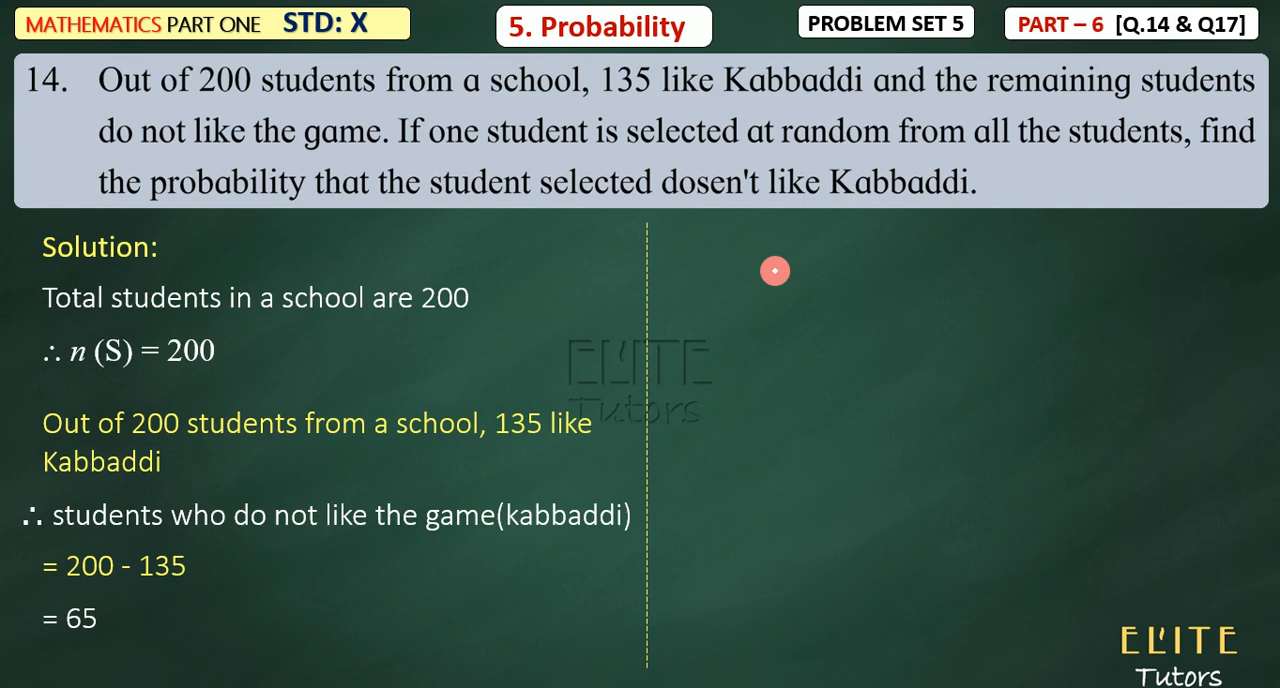 MATHEMATICS PART ONE STD: X
5. Probability
PROBLEM SET 5
PART – 6 [Q.14 & Q17]
14. Out of 200 students from a school, 135 like Kabbaddi and the remaining students
do not like the game. If one student is selected at random from all the students, find
the probability that the student selected dosen't like Kabbaddi.
Solution:
Total students in a school are 200
∴ n (S) = 200
Out of 200 students from a school, 135 like
Kabbaddi
∴ students who do not like the game(kabbaddi)
= 200 - 135
= 65
ELITE
Tutors
ELITE
Tutors